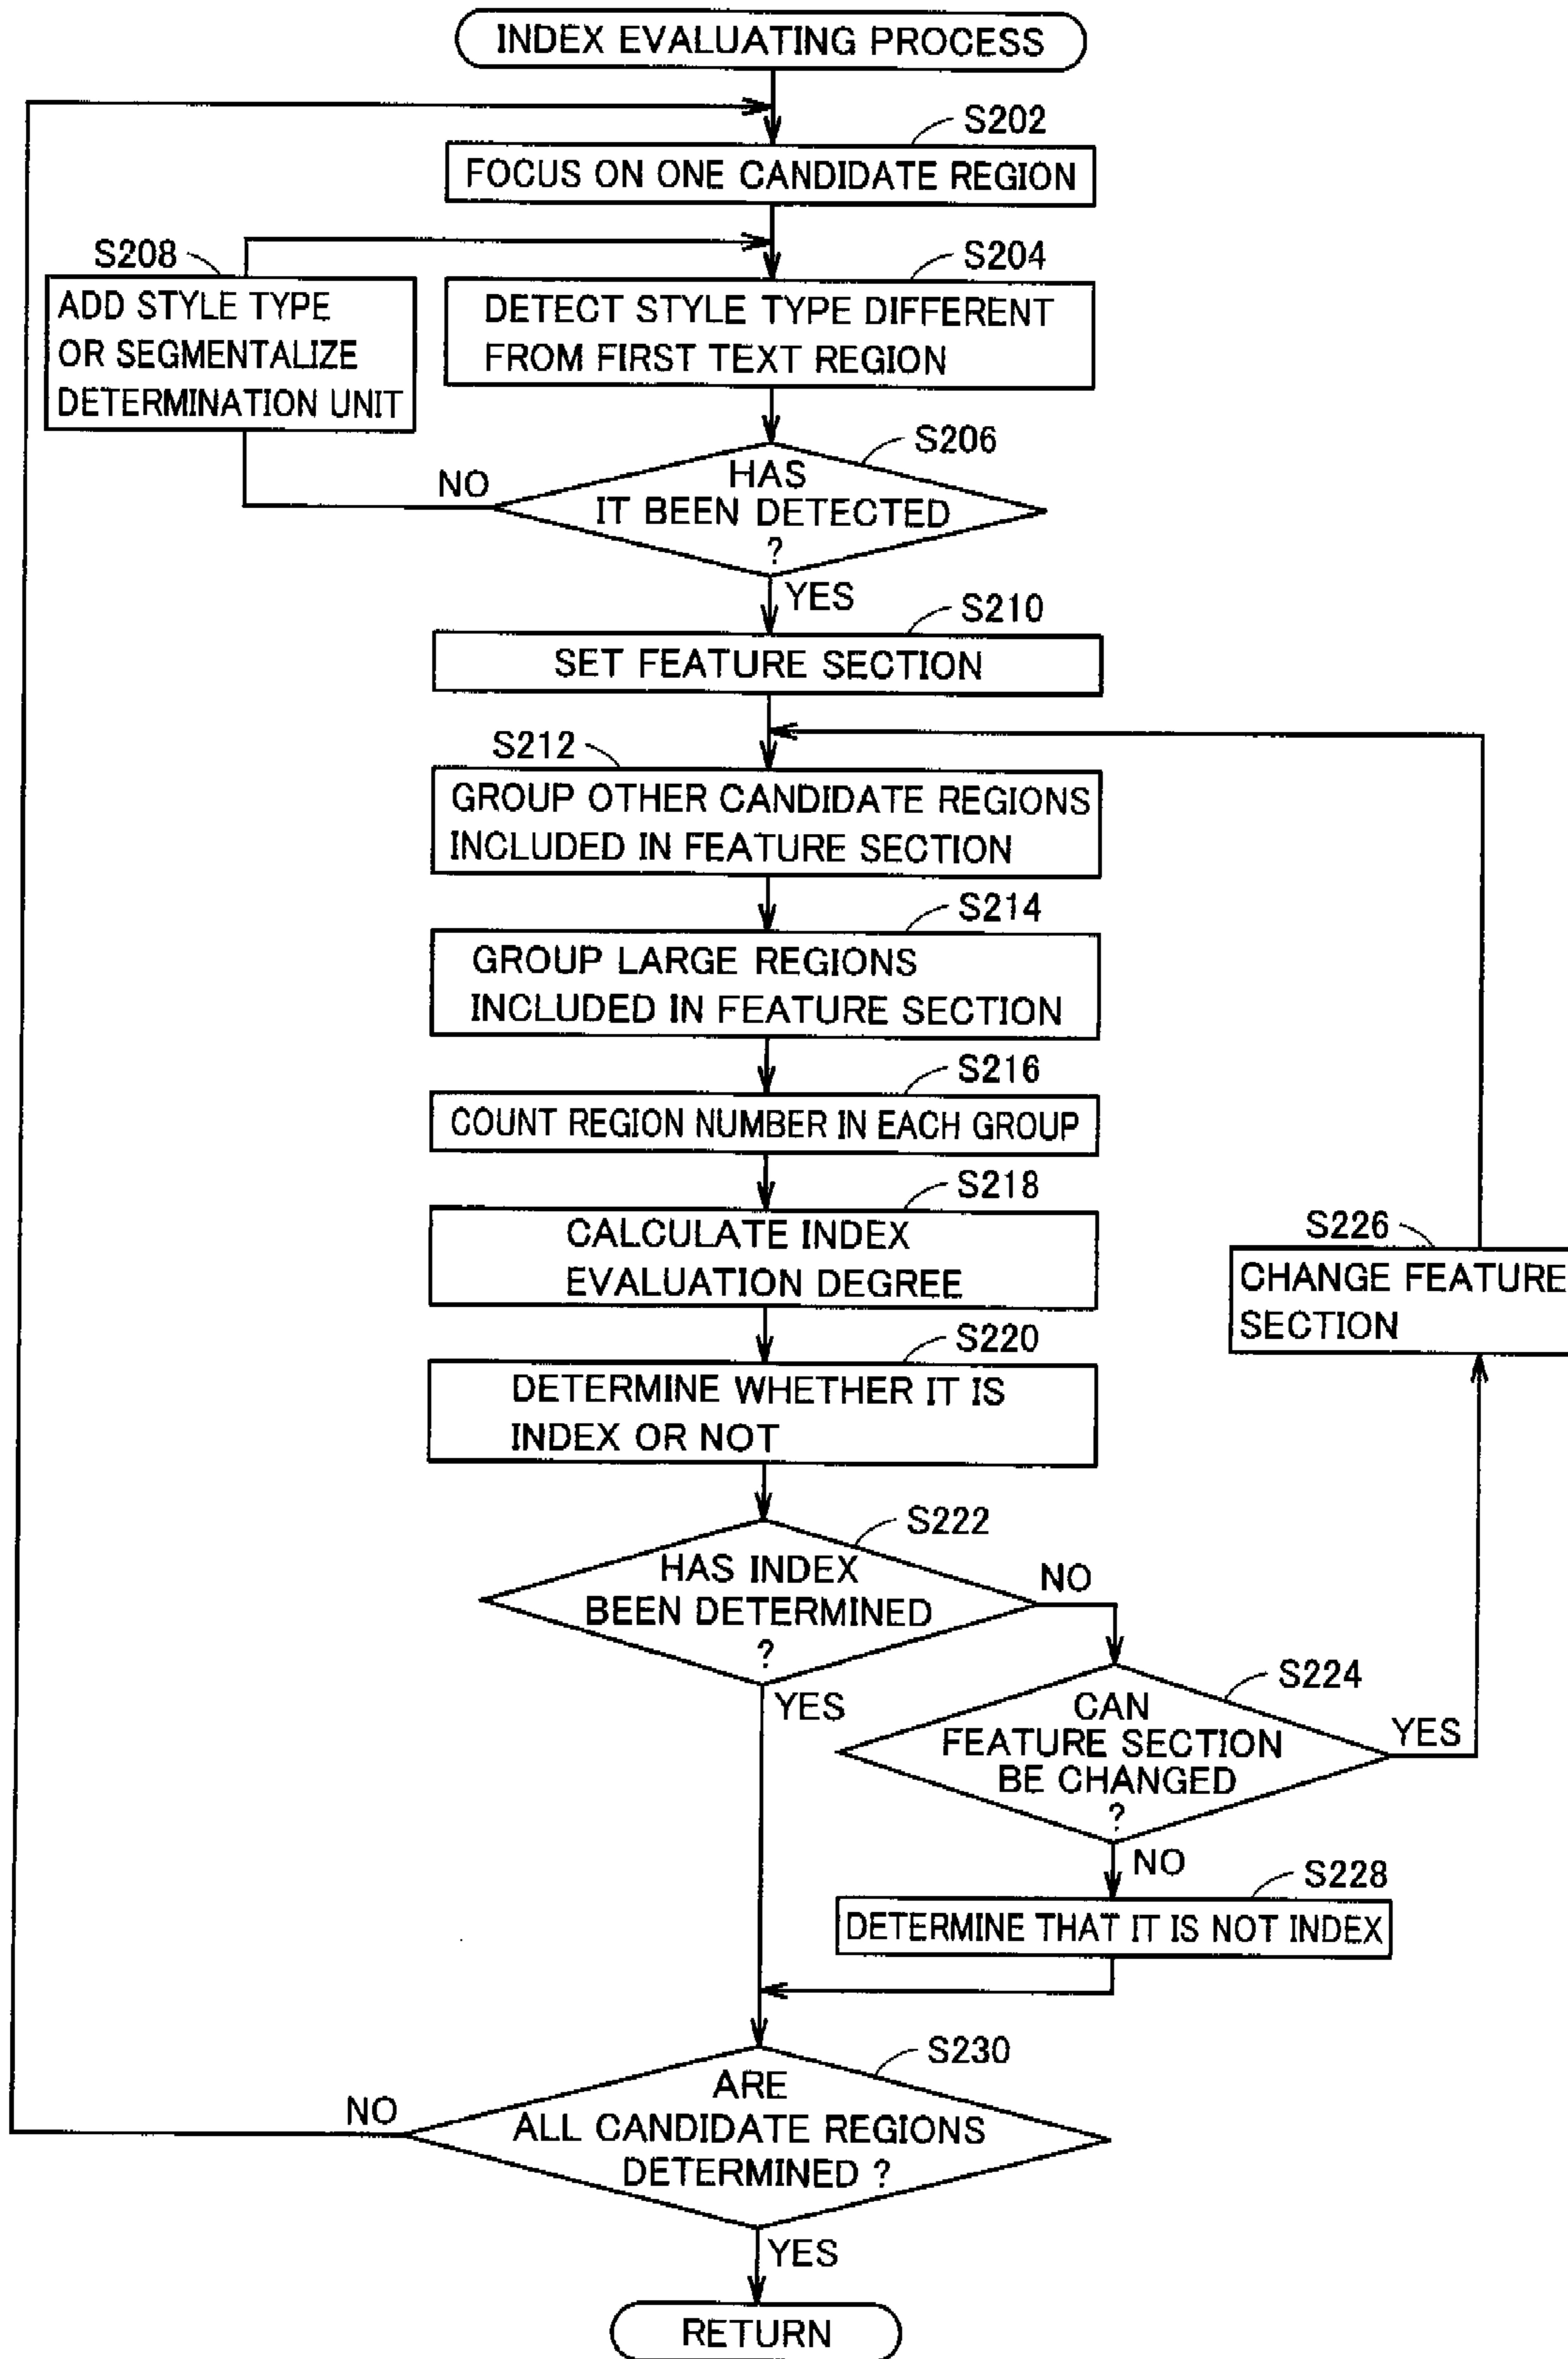 INDEX EVALUATING PROCESS
S202
FOCUS ON ONE CANDIDATE REGION
S208
ADD STYLE TYPE
OR SEGMENTALIZE
DETERMINATION UNIT
S204
DETECT STYLE TYPE DIFFERENT
FROM FIRST TEXT REGION
S206
HAS
IT BEEN DETECTED
?
NO
YES
S210
SET FEATURE SECTION
S212
GROUP OTHER CANDIDATE REGIONS
INCLUDED IN FEATURE SECTION
S214
GROUP LARGE REGIONS
INCLUDED IN FEATURE SECTION
S216
COUNT REGION NUMBER IN EACH GROUP
S218
CALCULATE INDEX
EVALUATION DEGREE
S226
CHANGE FEATURE
SECTION
S220
DETERMINE WHETHER IT IS
INDEX OR NOT
S222
HAS INDEX
BEEN DETERMINED
?
NO
YES
S224
CAN
FEATURE SECTION
BE CHANGED
?
YES
NO
S228
DETERMINE THAT IT IS NOT INDEX
S230
ARE
ALL CANDIDATE REGIONS
DETERMINED ?
NO
YES
RETURN